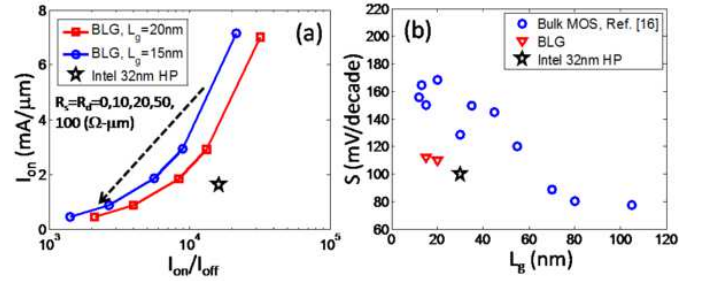 8
6
4
2
0
10^3
10^4
10^5
I_on (mA/μm)
I_on/I_off
BLG, L_g=20nm
BLG, L_g=15nm
Intel 32nm HP
(a)
R_s=R_d=0,10,20,50,
100 (Ω-μm)
220
200
180
160
140
120
100
80
60
0
20
40
60
80
100
120
S (mV/decade)
L_g (nm)
(b)
Bulk MOS, Ref. [16]
BLG
Intel 32nm HP